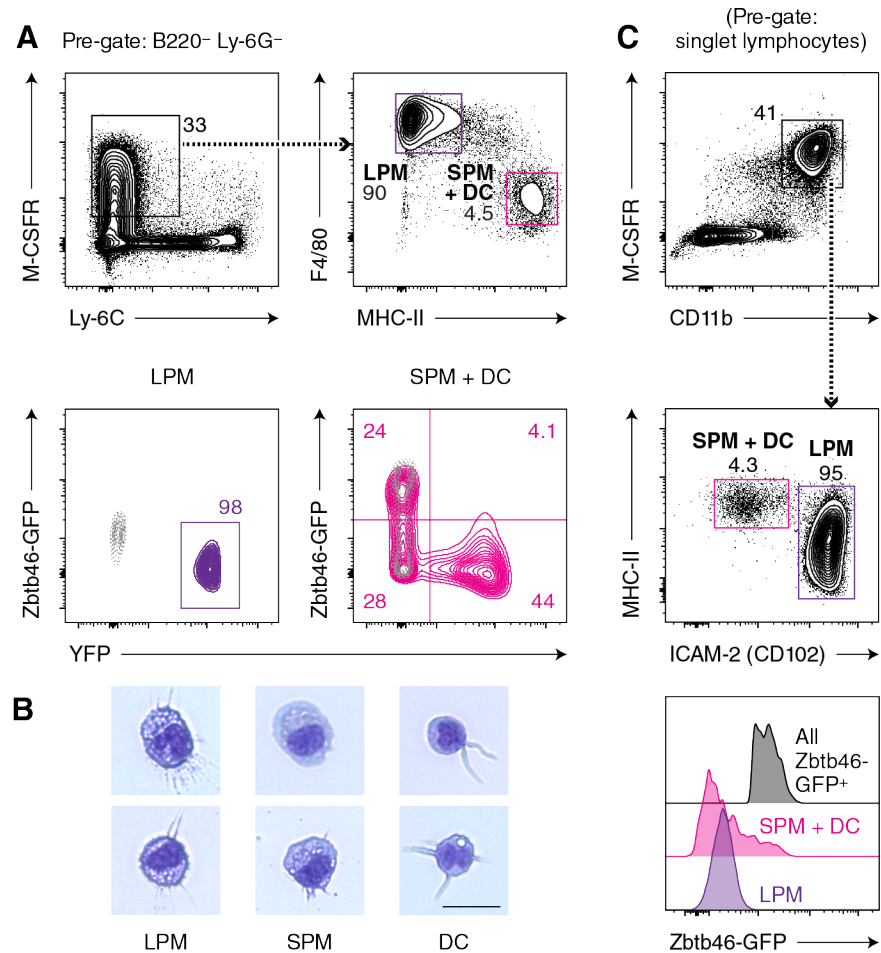 A
Pre-gate: B220⁻ Ly-6G⁻
33
M-CSFR
Ly-6C
LPM
90
SPM
+ DC
4.5
F4/80
MHC-II
LPM
98
Zbtb46-GFP
SPM + DC
24
4.1
28
44
Zbtb46-GFP
YFP
B
LPM
SPM
DC
C
(Pre-gate:
singlet lymphocytes)
41
M-CSFR
CD11b
SPM + DC
4.3
LPM
95
MHC-II
ICAM-2 (CD102)
All
Zbtb46-
GFP⁺
SPM + DC
LPM
Zbtb46-GFP